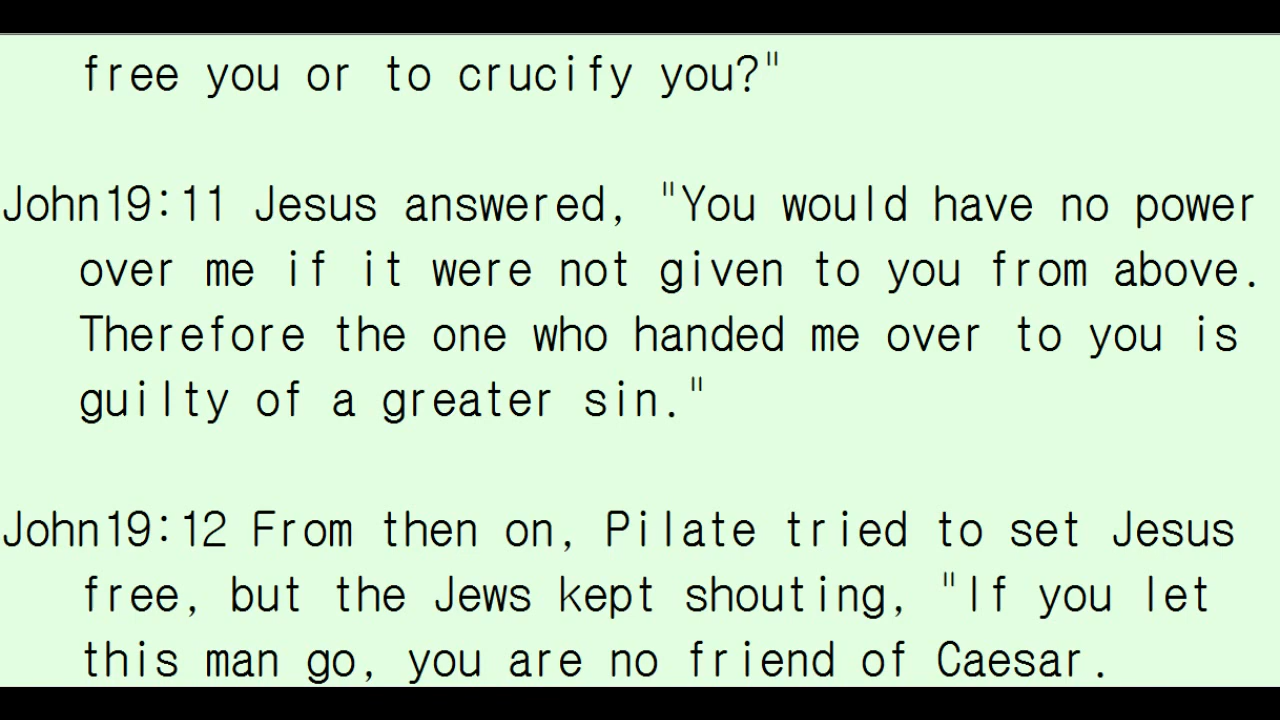 free you or to crucify you?"
John19:11 Jesus answered, "You would have no power
over me if it were not given to you from above.
Therefore the one who handed me over to you is
guilty of a greater sin."
John19:12 From then on, Pilate tried to set Jesus
free, but the Jews kept shouting, "If you let
this man go, you are no friend of Caesar.